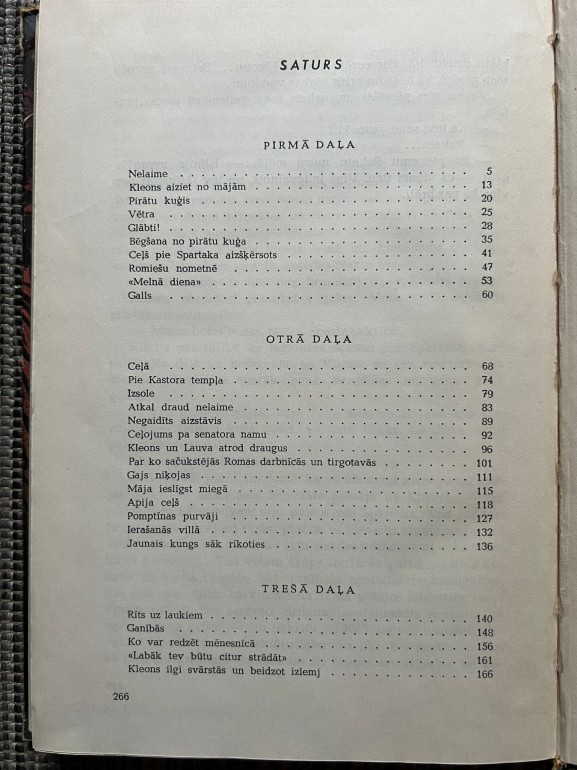 SATURS
PIRMĀ DAĻA
Nelaime . . . . . . . . . . . . . . . . . . . . . . . . 5
Kleons aiziet no mājām . . . . . . . . . . . . . . . . 13
Pirātu kuģis . . . . . . . . . . . . . . . . . . . . . . 20
Vētra . . . . . . . . . . . . . . . . . . . . . . . . . 25
Glābti! . . . . . . . . . . . . . . . . . . . . . . . . 28
Bēgšana no pirātu kuģa . . . . . . . . . . . . . . . . 35
Ceļš pie Spartaka aizšķērsots . . . . . . . . . . . . . 41
Romiešu nometnē . . . . . . . . . . . . . . . . . . . 47
«Melnā diena» . . . . . . . . . . . . . . . . . . . . 53
Galls . . . . . . . . . . . . . . . . . . . . . . . . . 60
OTRĀ DAĻA
Ceļā . . . . . . . . . . . . . . . . . . . . . . . . . 68
Pie Kastora tempļa . . . . . . . . . . . . . . . . . . 74
Izsole . . . . . . . . . . . . . . . . . . . . . . . . 79
Atkal draud nelaime . . . . . . . . . . . . . . . . . . 83
Negaidīts aizstāvis . . . . . . . . . . . . . . . . . . 89
Ceļojums pa senatora namu . . . . . . . . . . . . . . 92
Kleons un Lauva atrod draugus . . . . . . . . . . . . 96
Par ko sačukstējās Romas darbnīcās un tirgotavās . . . . 101
Gajs niķojas . . . . . . . . . . . . . . . . . . . . . 111
Māja ieslīgst miegā . . . . . . . . . . . . . . . . . . 115
Apija ceļš . . . . . . . . . . . . . . . . . . . . . . 118
Pomptīnas purvāji . . . . . . . . . . . . . . . . . . . 127
Ierašanās villā . . . . . . . . . . . . . . . . . . . . 132
Jaunais kungs sāk rīkoties . . . . . . . . . . . . . . 136
TREŠĀ DAĻA
Rīts uz laukiem . . . . . . . . . . . . . . . . . . . . 140
Ganībās . . . . . . . . . . . . . . . . . . . . . . . 148
Ko var redzēt mēnesnīcā . . . . . . . . . . . . . . . . 156
«Labāk tev būtu citur strādāt» . . . . . . . . . . . . . 161
Kleons ilgi svārstās un beidzot izlemj . . . . . . . . . 166
266